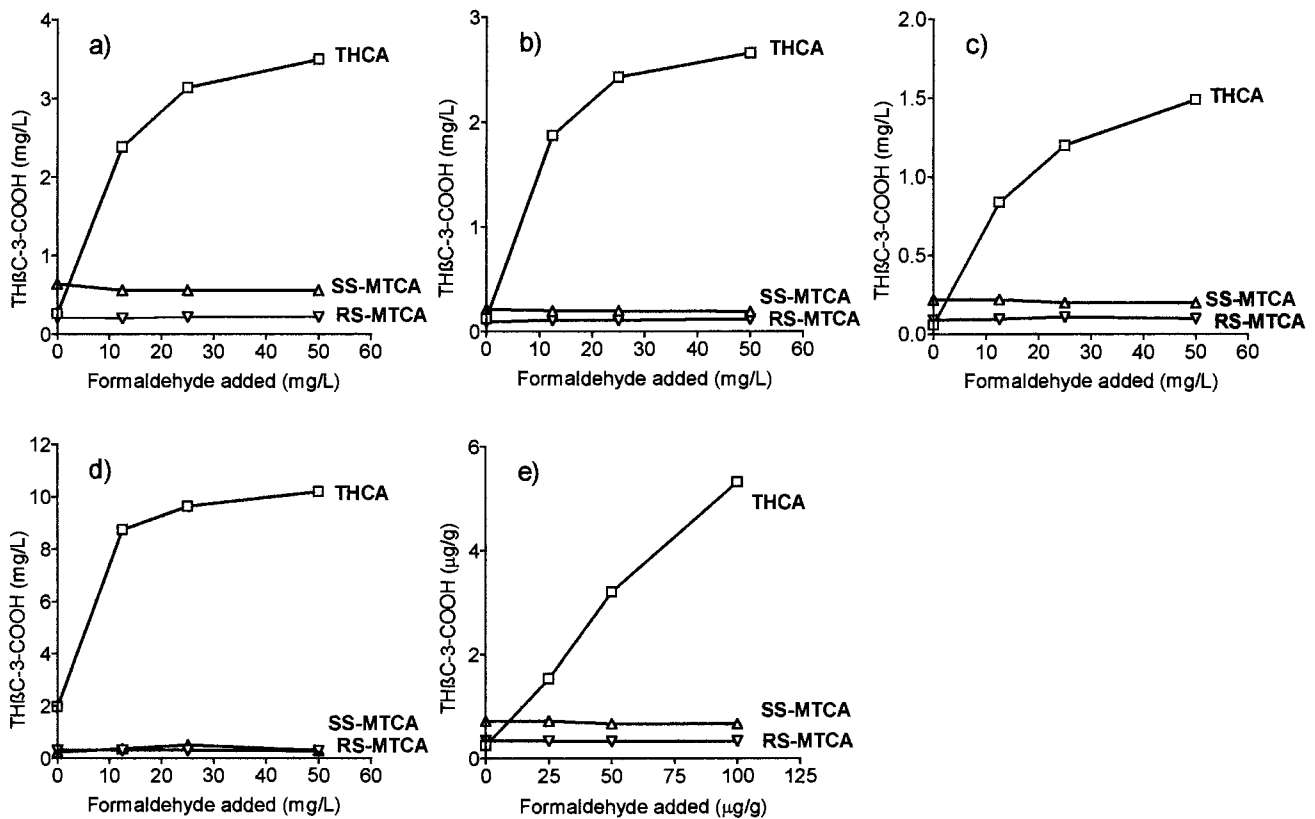 a)
THCA
SS-MTCA
RS-MTCA
4
3
2
1
0
0 10 20 30 40 50 60
THßC-3-COOH (mg/L)
Formaldehyde added (mg/L)
b)
THCA
SS-MTCA
RS-MTCA
3
2
1
0
0 10 20 30 40 50 60
THßC-3-COOH (mg/L)
Formaldehyde added (mg/L)
c)
THCA
SS-MTCA
RS-MTCA
2.0
1.5
1.0
0.5
0.0
0 10 20 30 40 50 60
THßC-3-COOH (mg/L)
Formaldehyde added (mg/L)
d)
THCA
SS-MTCA
RS-MTCA
12
10
8
6
4
2
0
0 10 20 30 40 50 60
THßC-3-COOH (mg/L)
Formaldehyde added (mg/L)
e)
THCA
SS-MTCA
RS-MTCA
6
4
2
0
0 25 50 75 100 125
THßC-3-COOH (µg/g)
Formaldehyde added (µg/g)